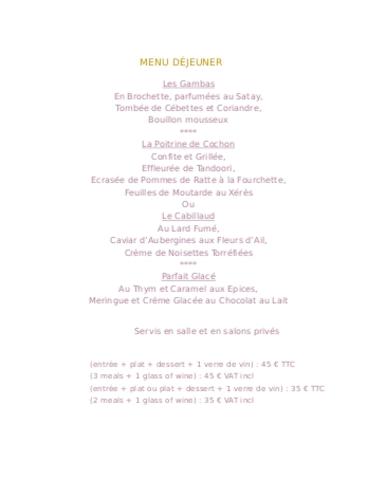 MENU DÉJEUNER
Les Gambas
En Brochette, parfumées au Satay,
Tombée de Cébettes et Coriandre,
Bouillon mousseux
****
La Poitrine de Cochon
Confite et Grillée,
Effleurée de Tandoori,
Ecrasée de Pommes de Ratte à la Fourchette,
Feuilles de Moutarde au Xérès
Ou
Le Cabillaud
Au Lard Fumé,
Caviar d'Aubergines aux Fleurs d'Ail,
Crème de Noisettes Torréfiées
****
Parfait Glacé
Au Thym et Caramel aux Epices,
Meringue et Crème Glacée au Chocolat au Lait
Servis en salle et en salons privés
(entrée + plat + dessert + 1 verre de vin) : 45 € TTC
(3 meals + 1 glass of wine) : 45 € VAT incl
(entrée + plat ou plat + dessert + 1 verre de vin) : 35 € TTC
(2 meals + 1 glass of wine) : 35 € VAT incl